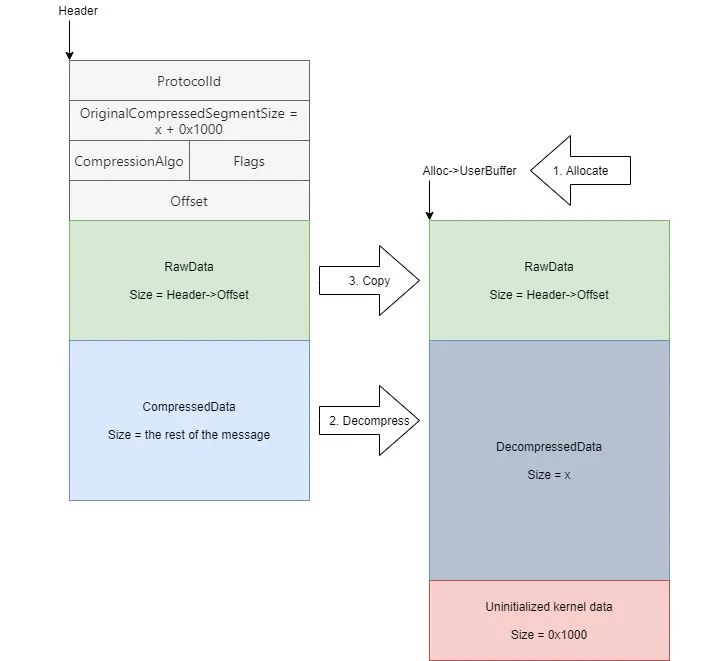 Header
ProtocolId
OriginalCompressedSegmentSize =
x + 0x1000
CompressionAlgo
Flags
Offset
Alloc->UserBuffer
1. Allocate
RawData
Size = Header->Offset
3. Copy
RawData
Size = Header->Offset
CompressedData
Size = the rest of the message
2. Decompress
DecompressedData
Size = x
Uninitialized kernel data
Size = 0x1000